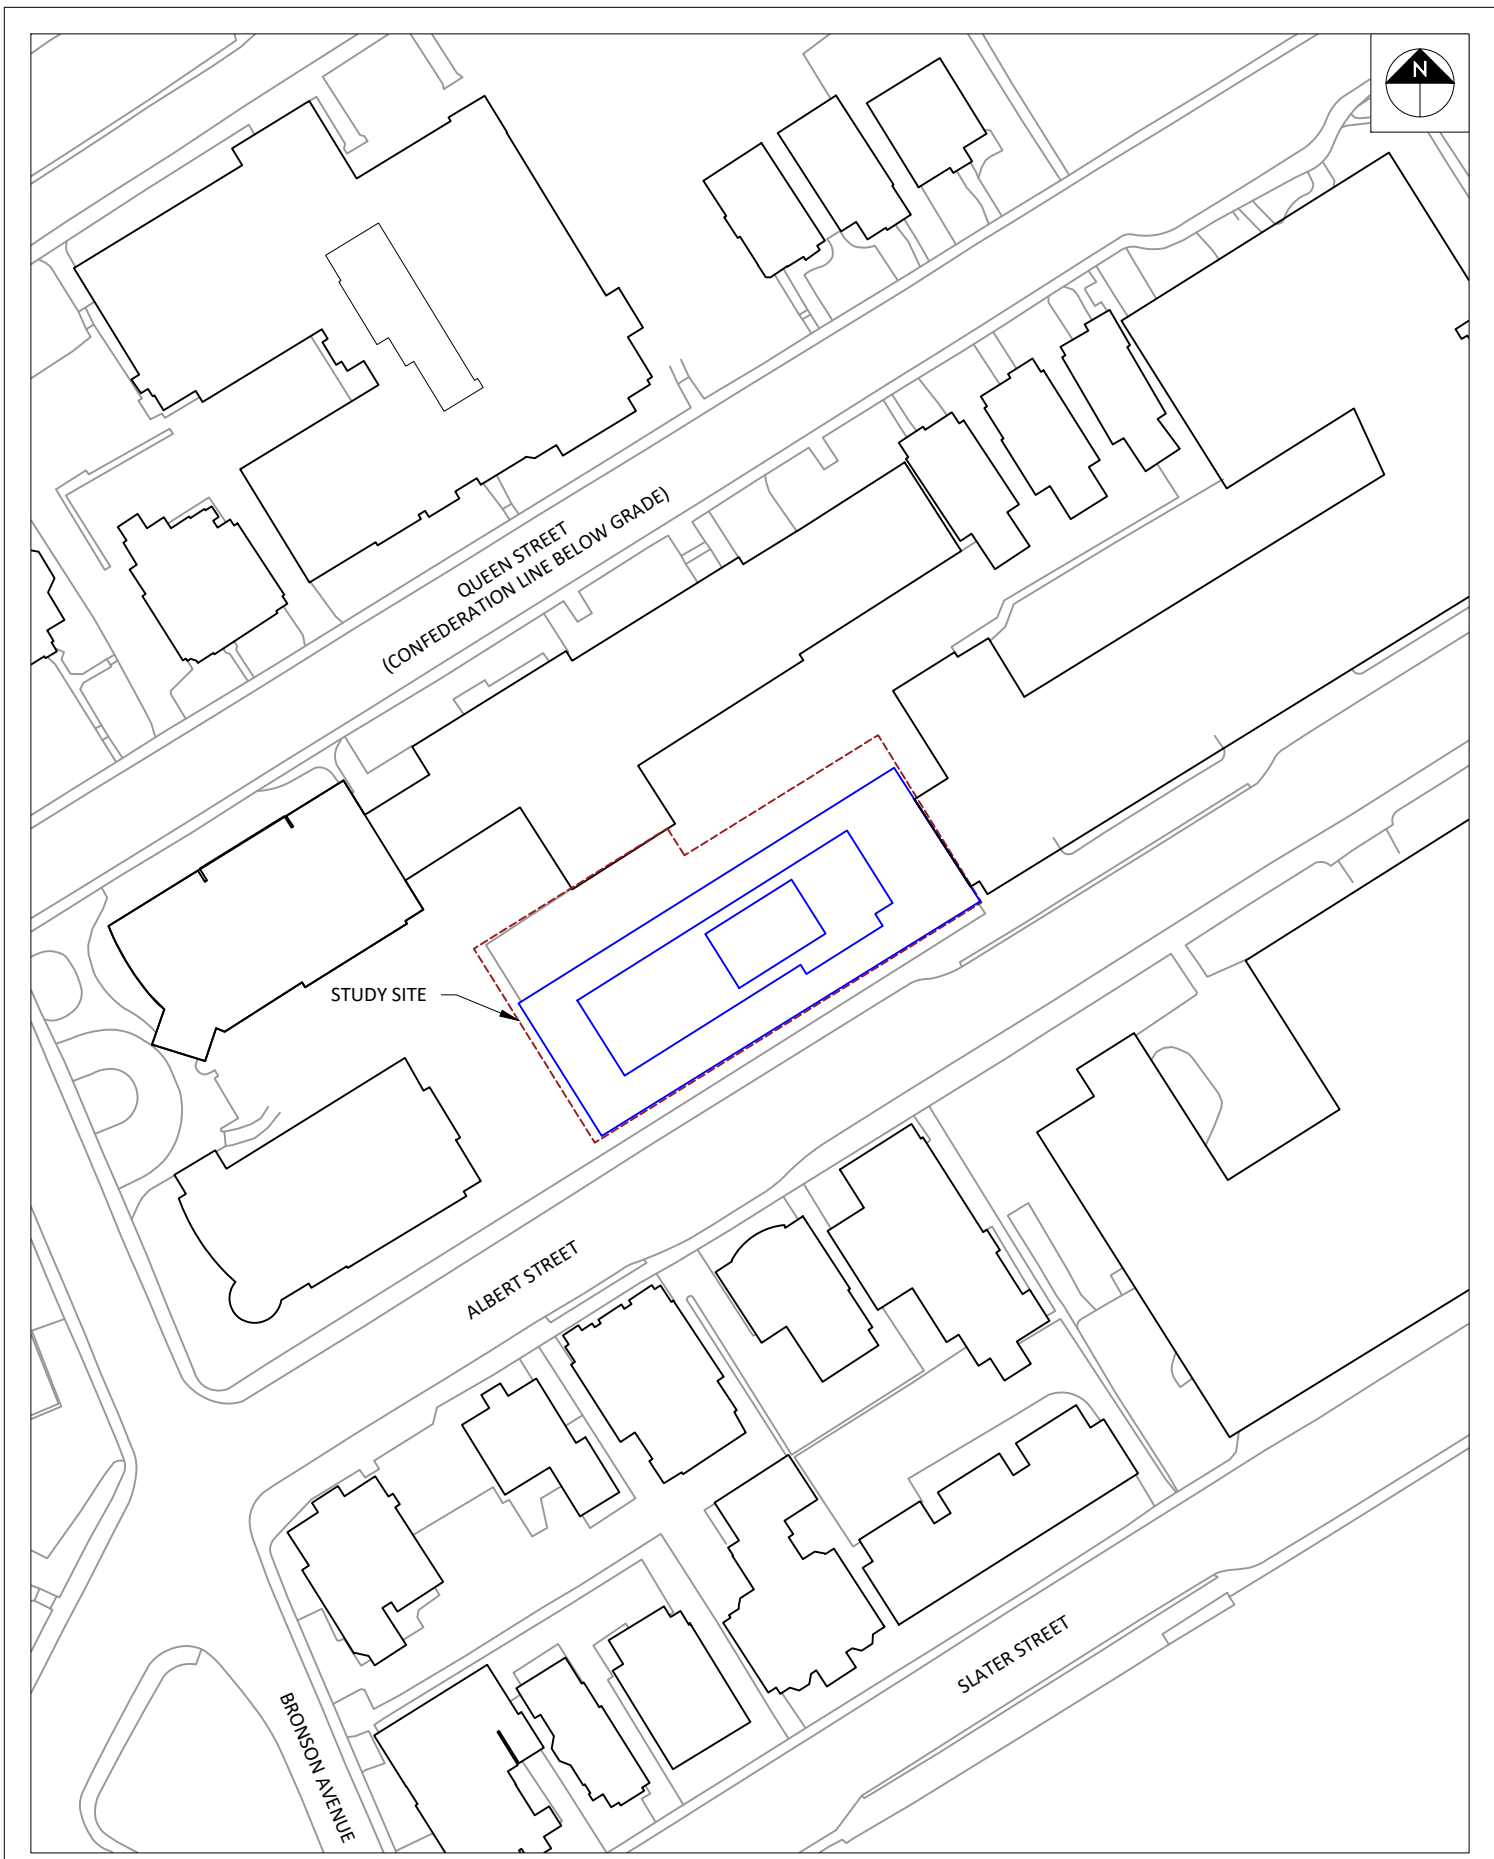 N
QUEEN STREET
(CONFEDERATION LINE BELOW GRADE)
STUDY SITE
ALBERT STREET
SLATER STREET
BRONSON AVENUE